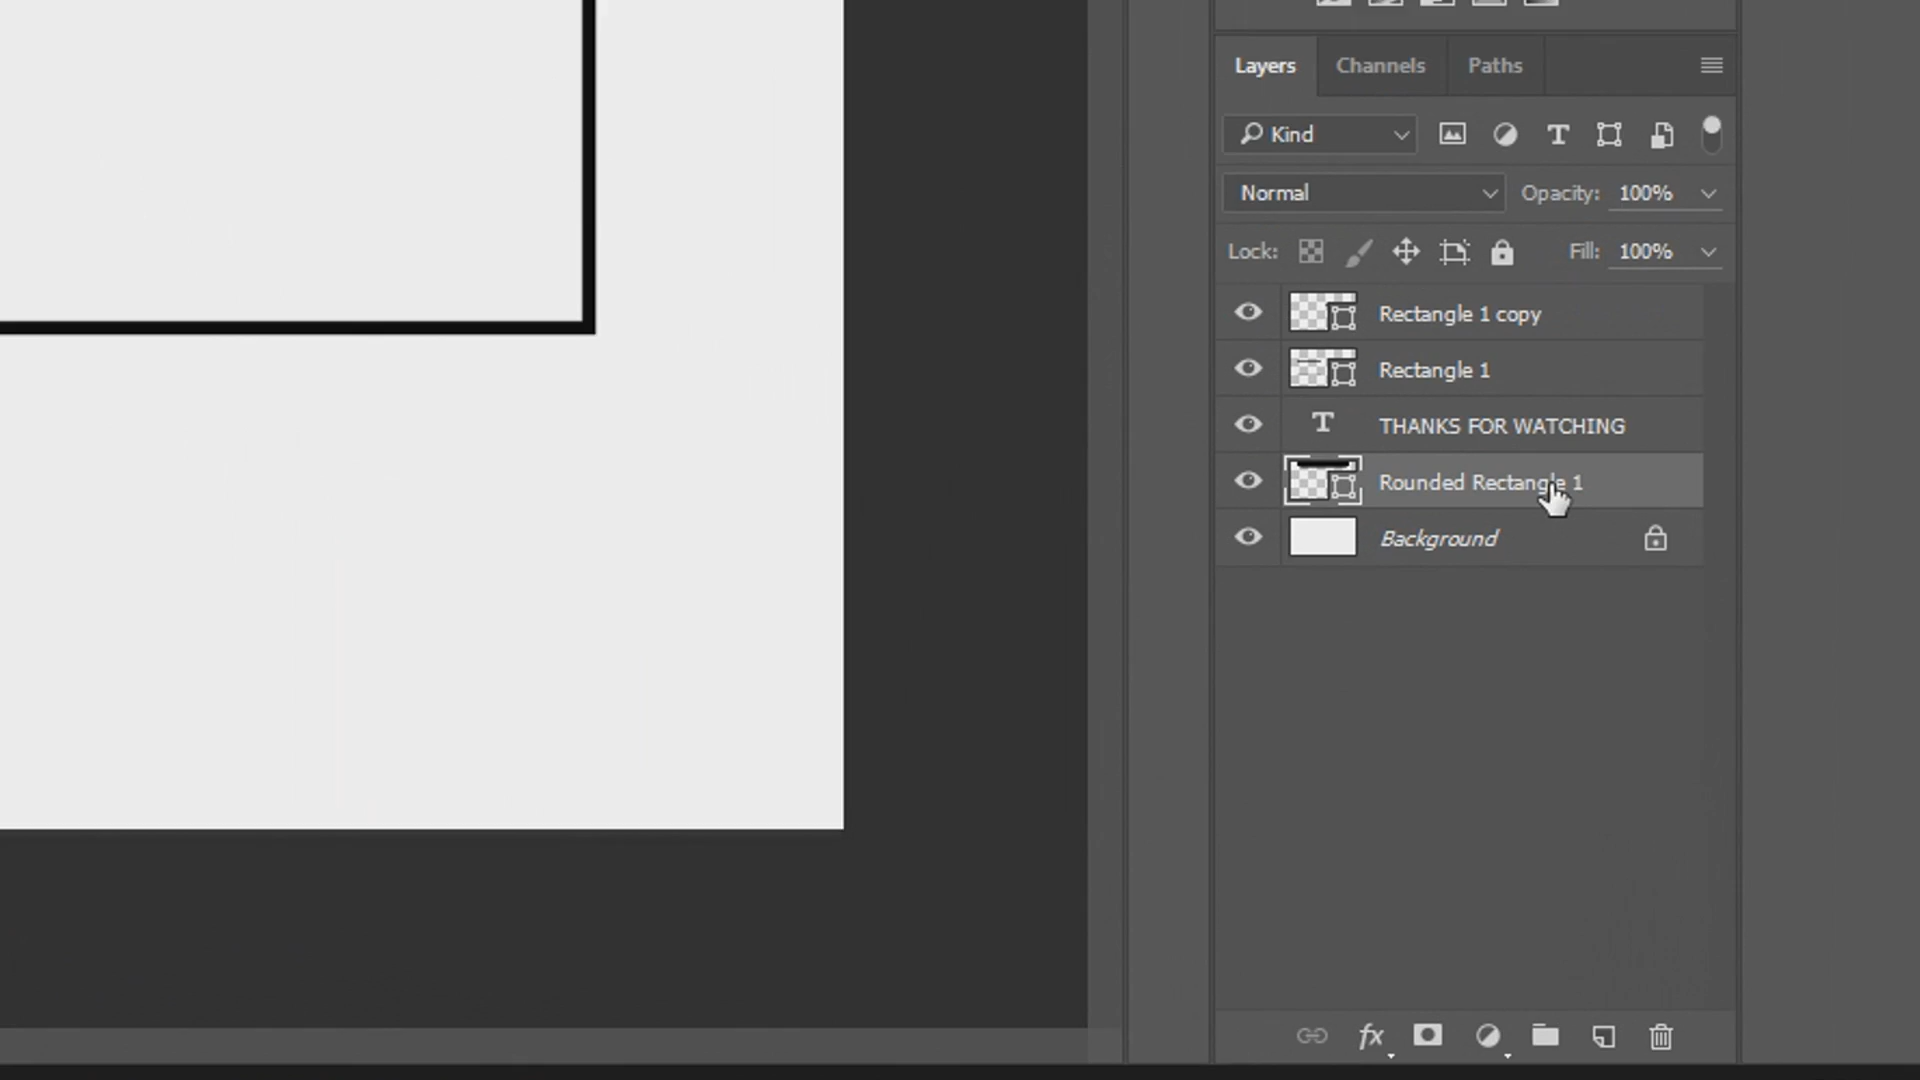 Layers Channels Paths
Kind
Normal Opacity: 100%
Lock: Fill: 100%
Rectangle 1 copy
Rectangle 1
T THANKS FOR WATCHING
Rounded Rectangle 1
Background
fx